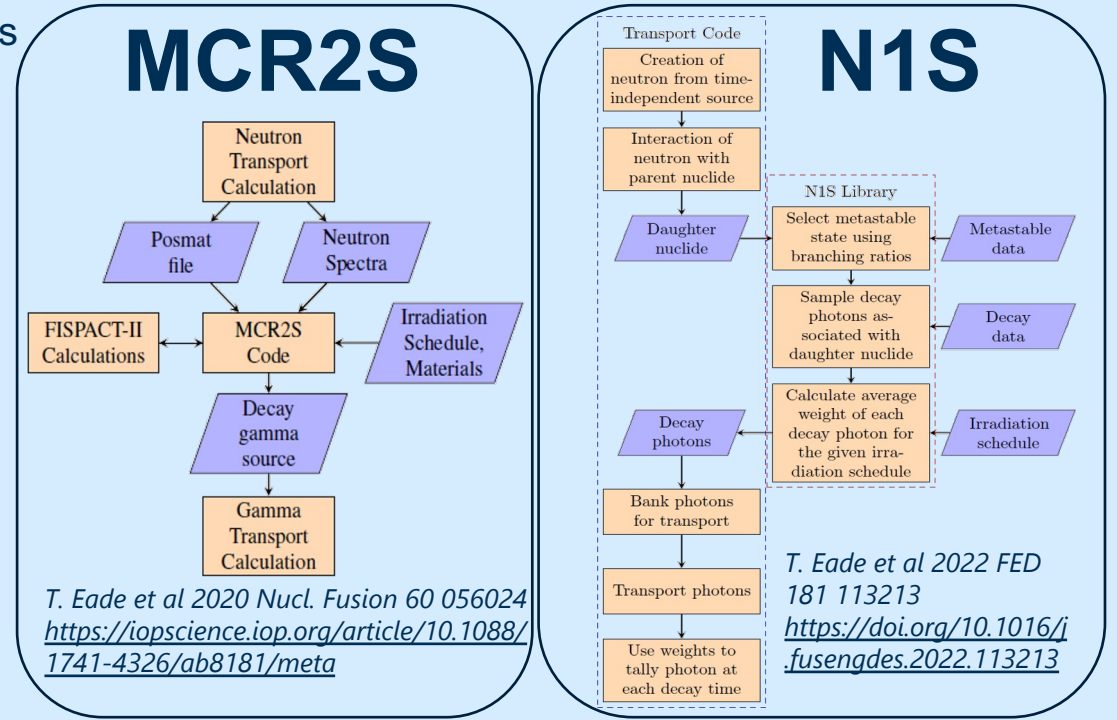 s
MCR2S
Neutron
Transport
Calculation
Posmat
file
Neutron
Spectra
FISPACT-II
Calculations
MCR2S
Code
Irradiation
Schedule,
Materials
Decay
gamma
source
Gamma
Transport
Calculation
T. Eade et al 2020 Nucl. Fusion 60 056024
https://iopscience.iop.org/article/10.1088/
1741-4326/ab8181/meta
N1S
Transport Code
Creation of
neutron from time-
independent source
Interaction of
neutron with
parent nuclide
Daughter
nuclide
N1S Library
Select metastable
state using
branching ratios
Metastable
data
Sample decay
photons as-
sociated with
daughter nuclide
Decay
data
Calculate average
weight of each
decay photon for
the given irra-
diation schedule
Irradiation
schedule
Decay
photons
Bank photons
for transport
Transport photons
Use weights to
tally photon at
each decay time
T. Eade et al 2022 FED
181 113213
https://doi.org/10.1016/j
.fusengdes.2022.113213